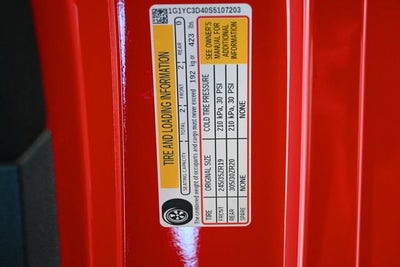 1G1YC3D40S5107203
TIRE AND LOADING INFORMATION
SEATING CAPACITY TOTAL 2 FRONT 2 REAR 0
The combined weight of occupants and cargo must never exceed 192 kg or 423 lbs
TIRE ORIGINAL SIZE COLD TIRE PRESSURE
FRONT 245/35ZR19 210 kPa, 30 PSI
REAR 305/30ZR20 210 kPa, 30 PSI
SPARE NONE NONE
SEE OWNER'S
MANUAL FOR
ADDITIONAL
INFORMATION